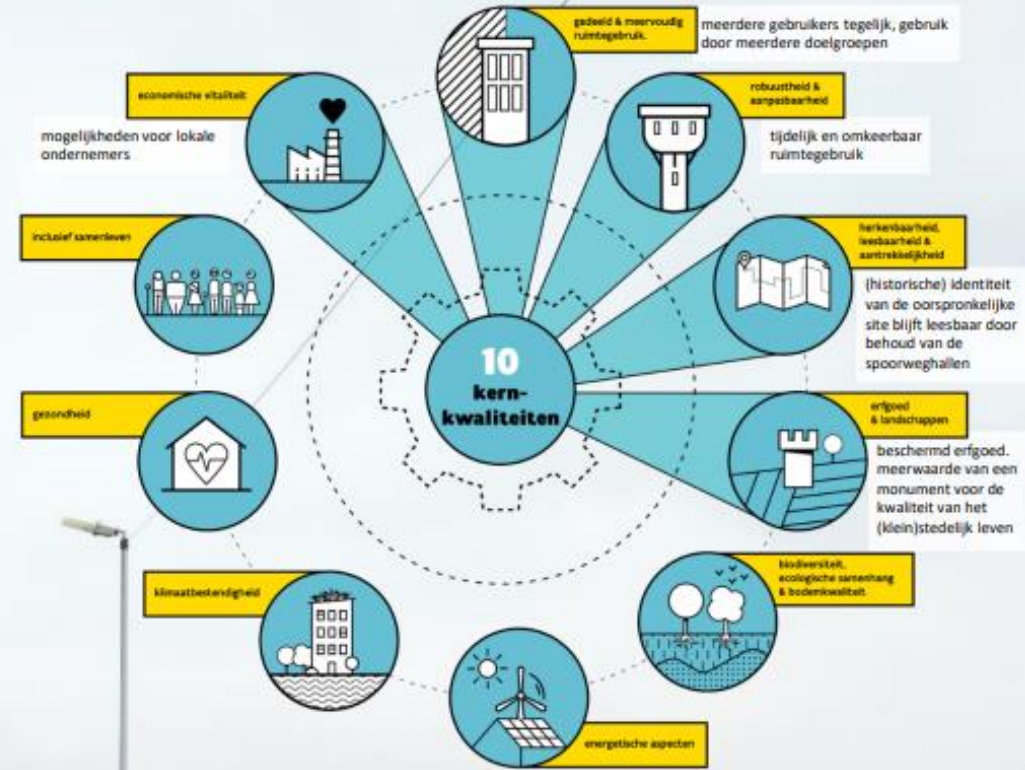 gedeeld & meervoudig
ruimtegebruik.
meerdere gebruikers tegelijk, gebruik
door meerdere doelgroepen
economische vitaliteit
mogelijkheden voor lokale
ondernemers
robuustheid &
aanpasbaarheid
tijdelijk en omkeerbaar
ruimtegebruik
inclusief samenleven
herkenbaarheid,
leesbaarheid &
aantrekkelijkheid
(historische) identiteit
van de oorspronkelijke
site blijft leesbaar door
behoud van de
spoorweghallen
10
kern-
kwaliteiten
gezondheid
erfgoed
& landschappen
beschermd erfgoed.
meerwaarde van een
monument voor de
kwaliteit van het
(klein)stedelijk leven
klimaatbestendigheid
biodiversiteit,
ecologische samenhang
& bodemkwaliteit
energetische aspecten